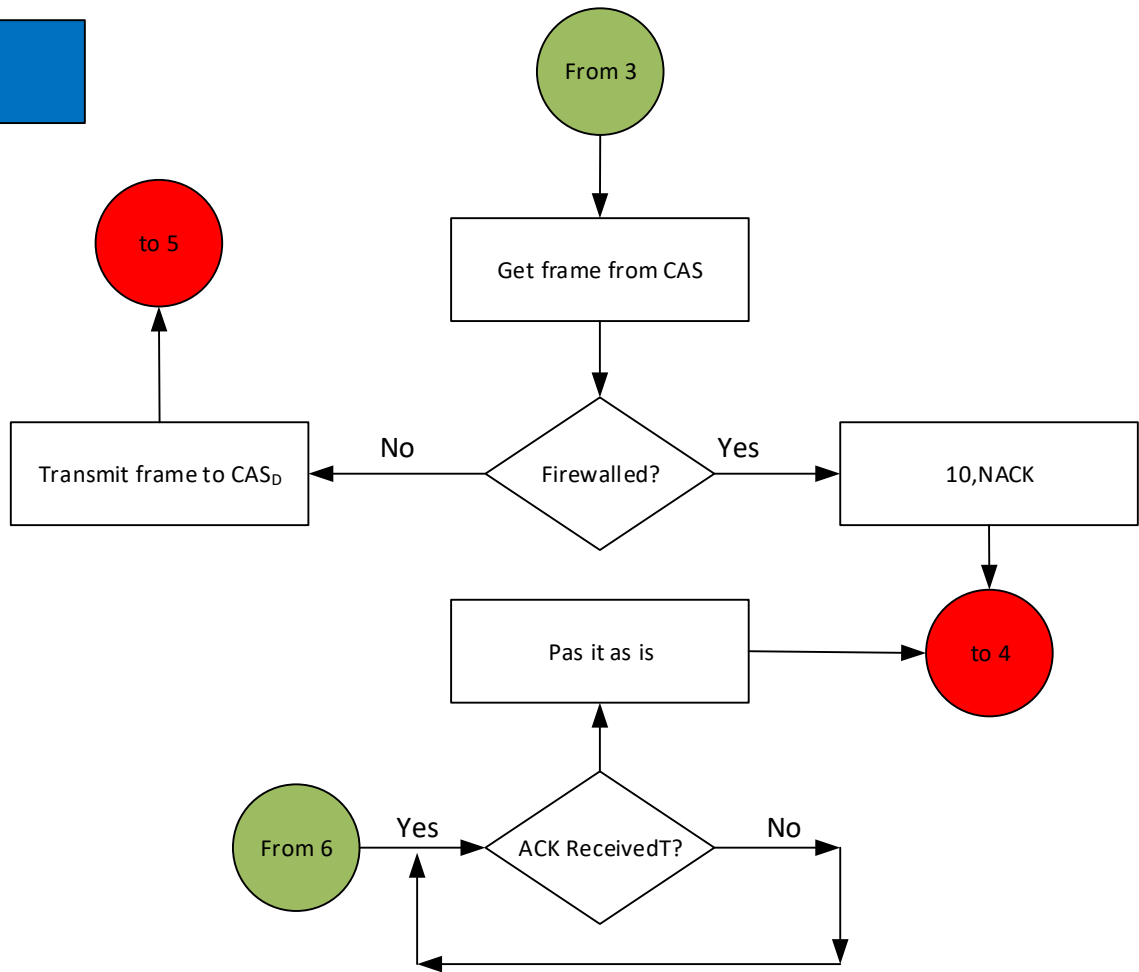 From 3
to 5
Get frame from CAS
No
Yes
Transmit frame to CAS_D
Firewalled?
10,NACK
Pas it as is
to 4
Yes
No
From 6
ACK ReceivedT?